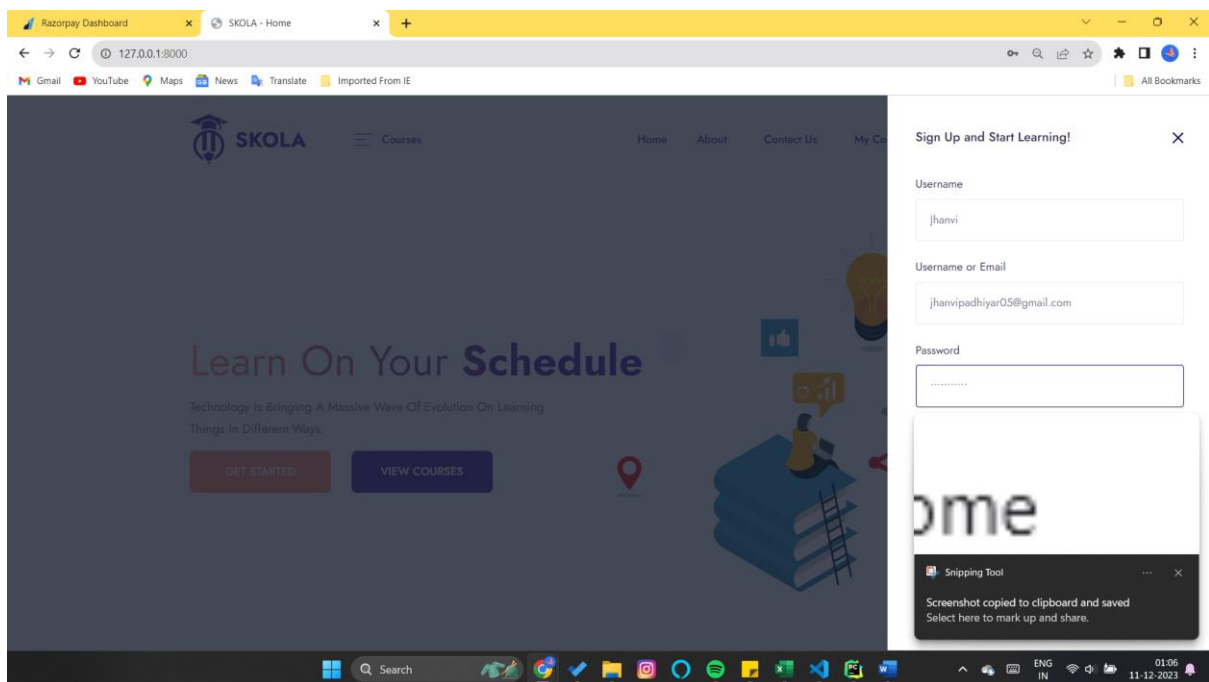 Razorpay Dashboard
SKOLA - Home
127.0.0.1:8000
Gmail YouTube Maps News Translate Imported From IE All Bookmarks
SKOLA Courses Home About Contact Us My Co
Sign Up and Start Learning!
Username
Jhanvi
Username or Email
jhanvipadhiyar05@gmail.com
Password
Learn On Your Schedule
Technology Is Bringing A Massive Wave Of Evolution On Learning
Things In Different Ways.
GET STARTED VIEW COURSES
ome
Snipping Tool
Screenshot copied to clipboard and saved
Select here to mark up and share.
Search
ENG
IN
01:06
11-12-2023